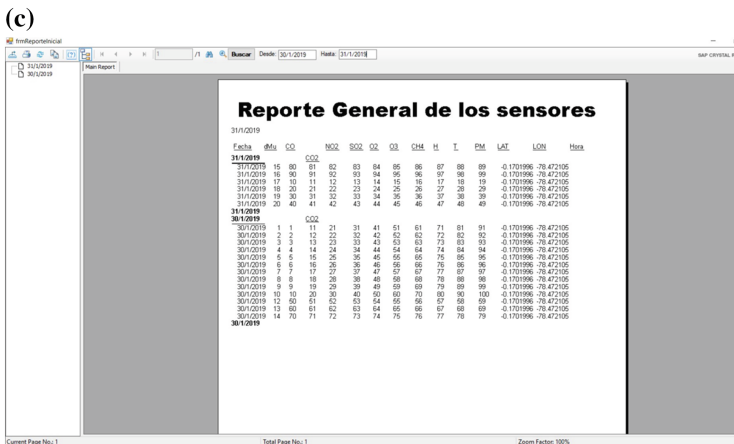 (c)
frmReporteInicial
1 /1 Buscar Desde: 30/1/2019 Hasta: 31/1/2019 SAP CRYSTAL R
31/1/2019
30/1/2019
Main Report
Reporte General de los sensores
31/1/2019
Fecha dMu CO NO2 SO2 O2 O3 CH4 H T PM LAT LON Hora
31/1/2019 CO2
31/1/2019 15 80 81 82 83 84 85 86 87 88 89 -0.1701996 -78.472105
31/1/2019 16 90 91 92 93 94 95 96 97 98 99 -0.1701996 -78.472105
31/1/2019 17 10 11 12 13 14 15 16 17 18 19 -0.1701996 -78.472105
31/1/2019 18 20 21 22 23 24 25 26 27 28 29 -0.1701996 -78.472105
31/1/2019 19 30 31 32 33 34 35 36 37 38 39 -0.1701996 -78.472105
31/1/2019 20 40 41 42 43 44 45 46 47 48 49 -0.1701996 -78.472105
31/1/2019
30/1/2019 CO2
30/1/2019 1 1 11 21 31 41 51 61 71 81 91 -0.1701996 -78.472105
30/1/2019 2 2 12 22 32 42 52 62 72 82 92 -0.1701996 -78.472105
30/1/2019 3 3 13 23 33 43 53 63 73 83 93 -0.1701996 -78.472105
30/1/2019 4 4 14 24 34 44 54 64 74 84 94 -0.1701996 -78.472105
30/1/2019 5 5 15 25 35 45 55 65 75 85 95 -0.1701996 -78.472105
30/1/2019 6 6 16 26 36 46 56 66 76 86 96 -0.1701996 -78.472105
30/1/2019 7 7 17 27 37 47 57 67 77 87 97 -0.1701996 -78.472105
30/1/2019 8 8 18 28 38 48 58 68 78 88 98 -0.1701996 -78.472105
30/1/2019 9 9 19 29 39 49 59 69 79 89 99 -0.1701996 -78.472105
30/1/2019 10 10 20 30 40 50 60 70 80 90 100 -0.1701996 -78.472105
30/1/2019 12 50 51 52 53 54 55 56 57 58 59 -0.1701996 -78.472105
30/1/2019 13 60 61 62 63 64 65 66 67 68 69 -0.1701996 -78.472105
30/1/2019 14 70 71 72 73 74 75 76 77 78 79 -0.1701996 -78.472105
30/1/2019
Current Page No.: 1 Total Page No.: 1 Zoom Factor: 100%